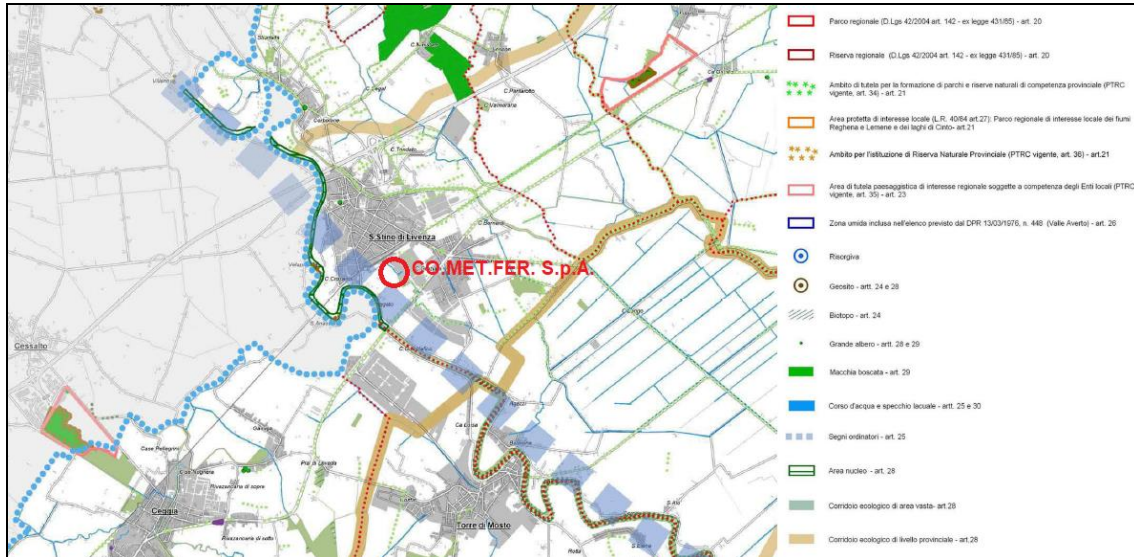 Stretti
S.Stino di Livenza
CO.MET.FER. S.p.A.
Cessalto
Case Pellegrini
Rivazancana di sopra
Ceggia
Rivazancana di sotto
Torre di Mosto
Parco regionale (D.Lgs 42/2004 art. 142 - ex legge 431/85) - art. 20
Riserva regionale (D.Lgs 42/2004 art. 142 - ex legge 431/85) - art. 20
Ambito di tutela per la formazione di parchi e riserve naturali di competenza provinciale (PTRC
vigente, art. 34) - art. 21
Area protetta di interesse locale (L.R. 40/84 art.27): Parco regionale di interesse locale dei fiumi
Reghena e Lemene e dei laghi di Cinto- art.21
Ambito per l'istituzione di Riserva Naturale Provinciale (PTRC vigente, art. 36) - art.21
Area di tutela paesaggistica di interesse regionale soggette a competenza degli Enti locali (PTRC
vigente, art. 35) - art. 23
Zona umida inclusa nell'elenco previsto dal DPR 13/03/1976, n. 448 (Valle Averto) - art. 26
Risorgiva
Geosito - artt. 24 e 28
Biotopo - art. 24
Grande albero - artt. 28 e 29
Macchia boscata - art. 29
Corso d'acqua e specchio lacuale - artt. 25 e 30
Segni ordinatori - art. 25
Area nucleo - art. 28
Corridoio ecologico di area vasta- art.28
Corridoio ecologico di livello provinciale - art.28